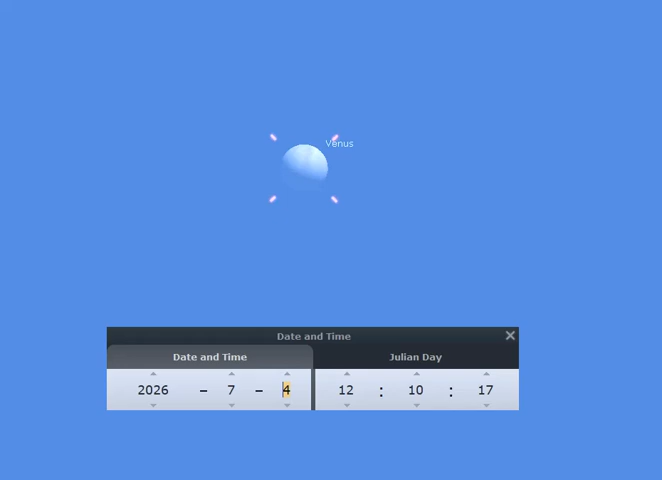 Venus
Date and Time
Date and Time Julian Day
2026 - 7 - 4 12 : 10 : 17